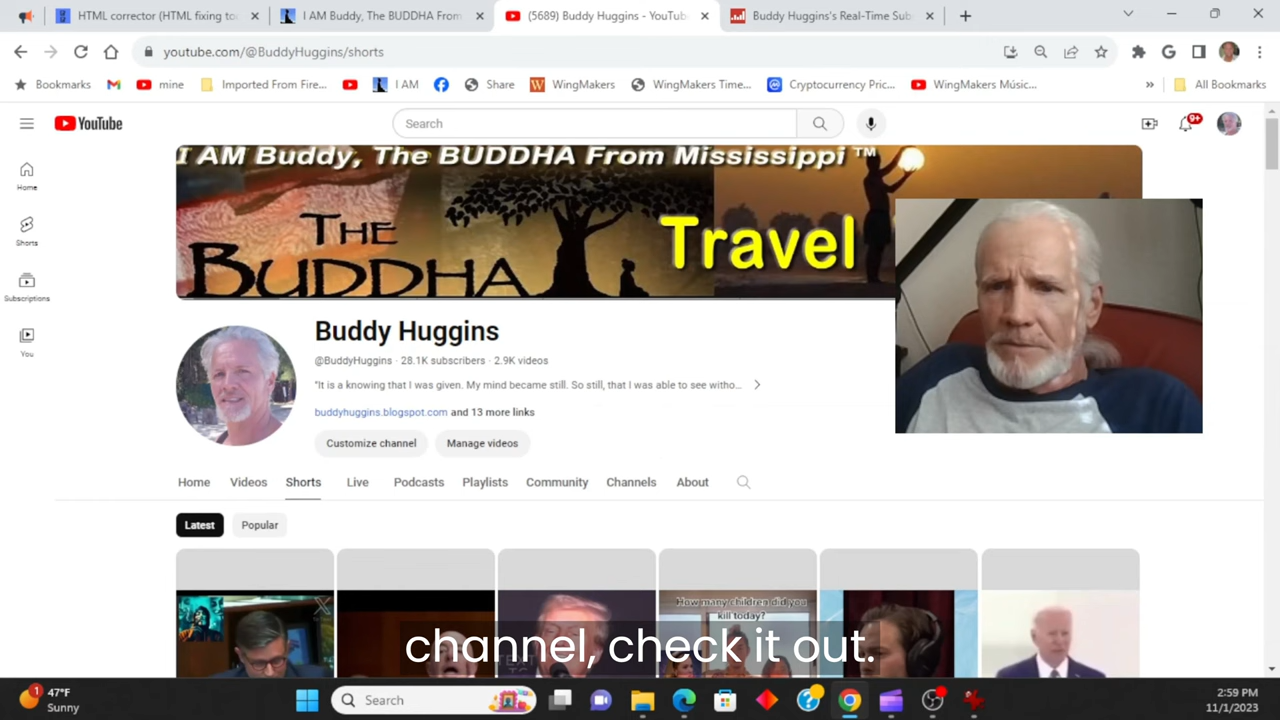 HTML corrector (HTML fixing to
I AM Buddy, The BUDDHA From
(5689) Buddy Huggins - YouTube
Buddy Huggins's Real-Time Sub
youtube.com/@BuddyHuggins/shorts
Bookmarks
mine
Imported From Fire...
I AM
Share
WingMakers
WingMakers Time...
Cryptocurrency Pric...
WingMakers Músic...
»
All Bookmarks
YouTube
Search
9+
I AM Buddy, The BUDDHA From Mississippi ™
THE
BUDDHA
Travel
Home
Shorts
Subscriptions
You
Buddy Huggins
@BuddyHuggins · 28.1K subscribers · 2.9K videos
"It is a knowing that I was given. My mind became still. So still, that I was able to see witho...
buddyhuggins.blogspot.com and 13 more links
Customize channel
Manage videos
Home
Videos
Shorts
Live
Podcasts
Playlists
Community
Channels
About
Latest
Popular
How many children did you
kill today?
channel, check it out.
1
47°F
Sunny
Search
2:59 PM
11/1/2023